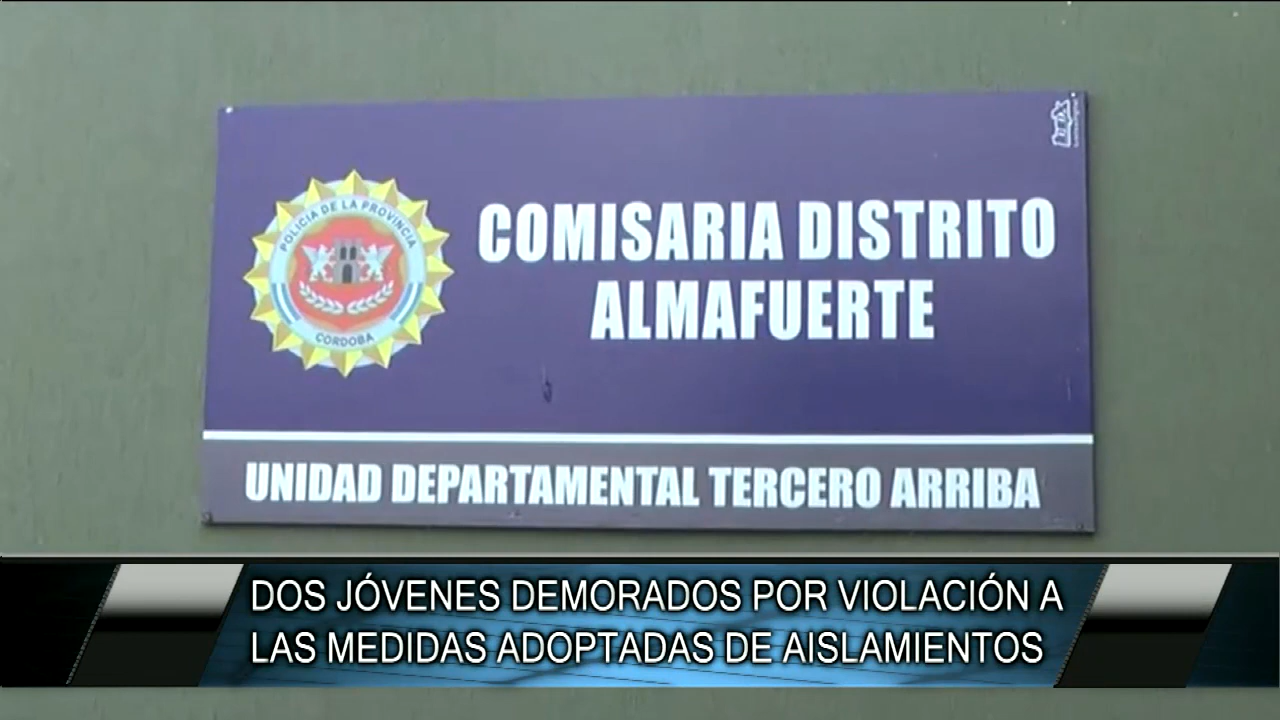 POLICIA DE LA PROVINCIA
CORDOBA
COMISARIA DISTRITO
ALMAFUERTE
UNIDAD DEPARTAMENTAL TERCERO ARRIBA
DOS JÓVENES DEMORADOS POR VIOLACIÓN A
LAS MEDIDAS ADOPTADAS DE AISLAMIENTOS